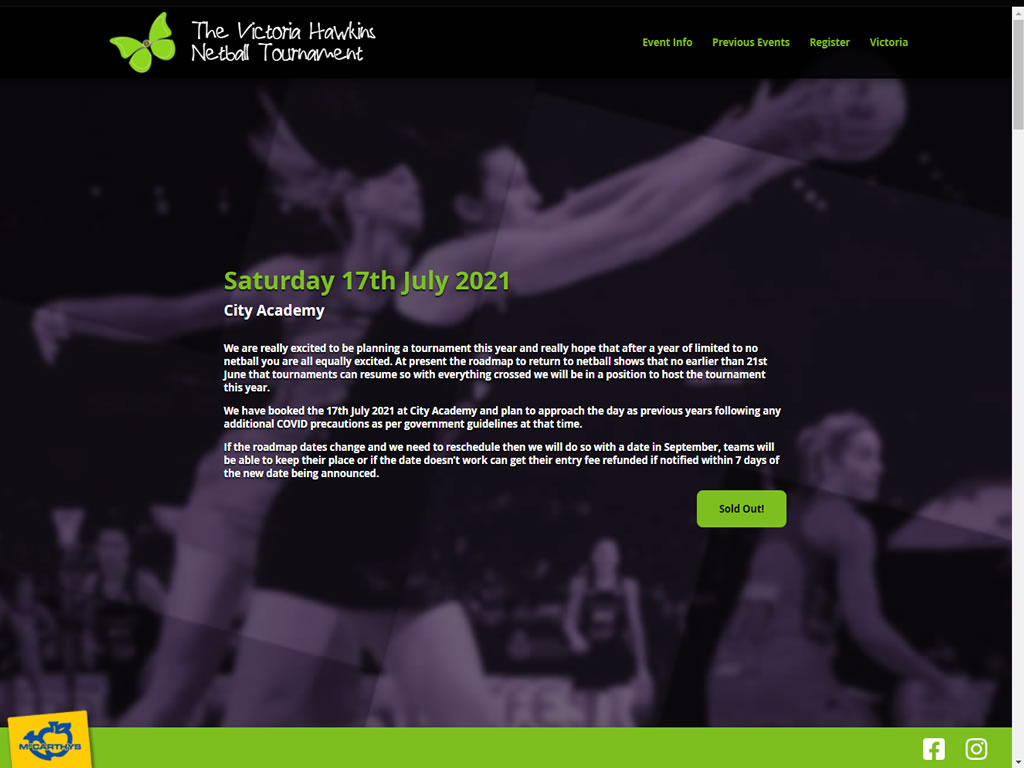 The Victoria Hawkins
Netball Tournament
Event Info
Previous Events
Register
Victoria
Saturday 17th July 2021
City Academy
We are really excited to be planning a tournament this year and really hope that after a year of limited to no
netball you are all equally excited. At present the roadmap to return to netball shows that no earlier than 21st
June that tournaments can resume so with everything crossed we will be in a position to host the tournament
this year.
We have booked the 17th July 2021 at City Academy and plan to approach the day as previous years following any
additional COVID precautions as per government guidelines at that time.
If the roadmap dates change and we need to reschedule then we will do so with a date in September, teams will
be able to keep their place or if the date doesn't work can get their entry fee refunded if notified within 7 days of
the new date being announced.
Sold Out!
McCARTHYS